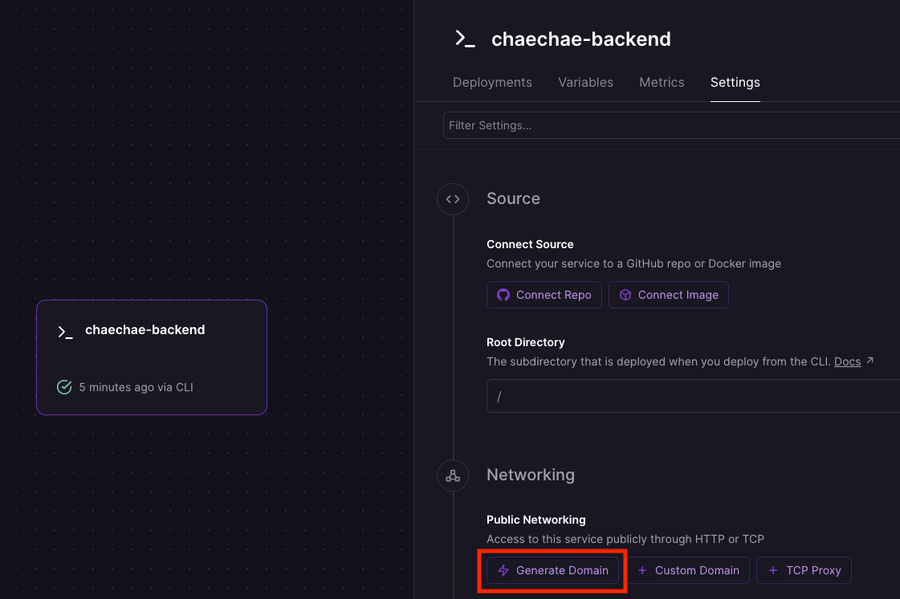 chaechae-backend
5 minutes ago via CLI
chaechae-backend
Deployments Variables Metrics Settings
Filter Settings...
Source
Connect Source
Connect your service to a GitHub repo or Docker image
Connect Repo Connect Image
Root Directory
The subdirectory that is deployed when you deploy from the CLI. Docs ↗
/
Networking
Public Networking
Access to this service publicly through HTTP or TCP
Generate Domain + Custom Domain + TCP Proxy